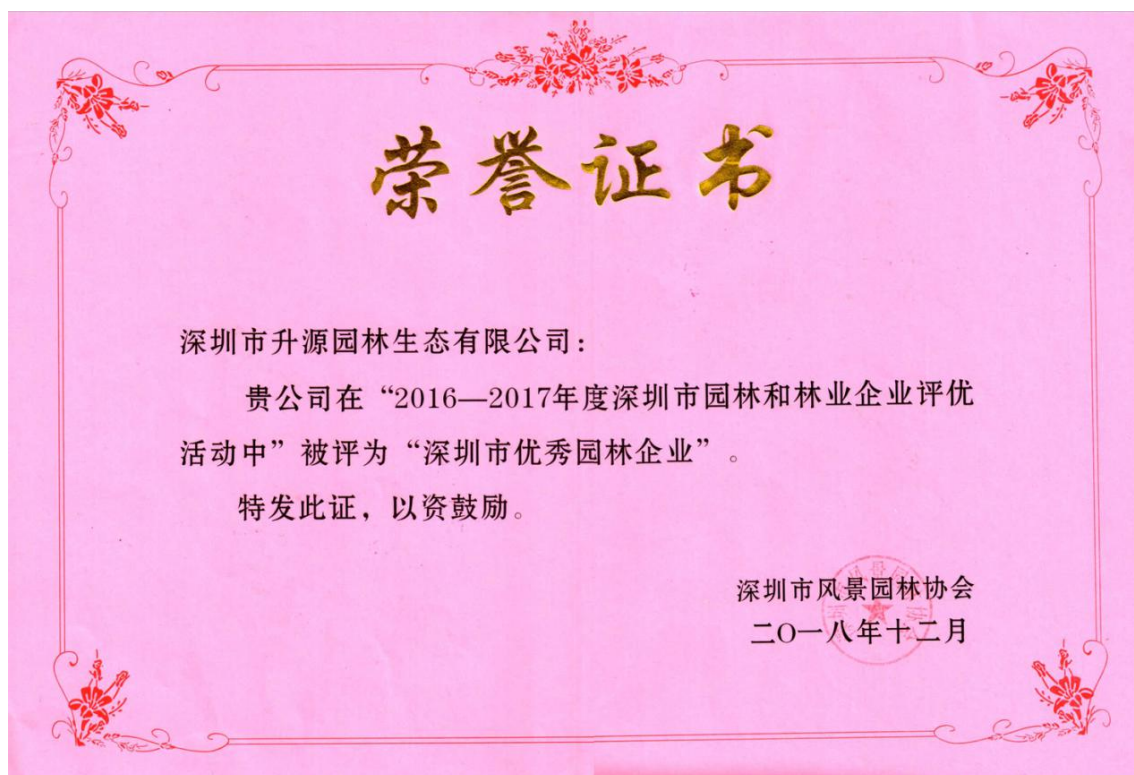 荣誉证书
深圳市升源园林生态有限公司：
贵公司在“2016—2017年度深圳市园林和林业企业评优
活动中”被评为“深圳市优秀园林企业”。
特发此证，以资鼓励。
深圳市风景园林协会
二〇一八年十二月